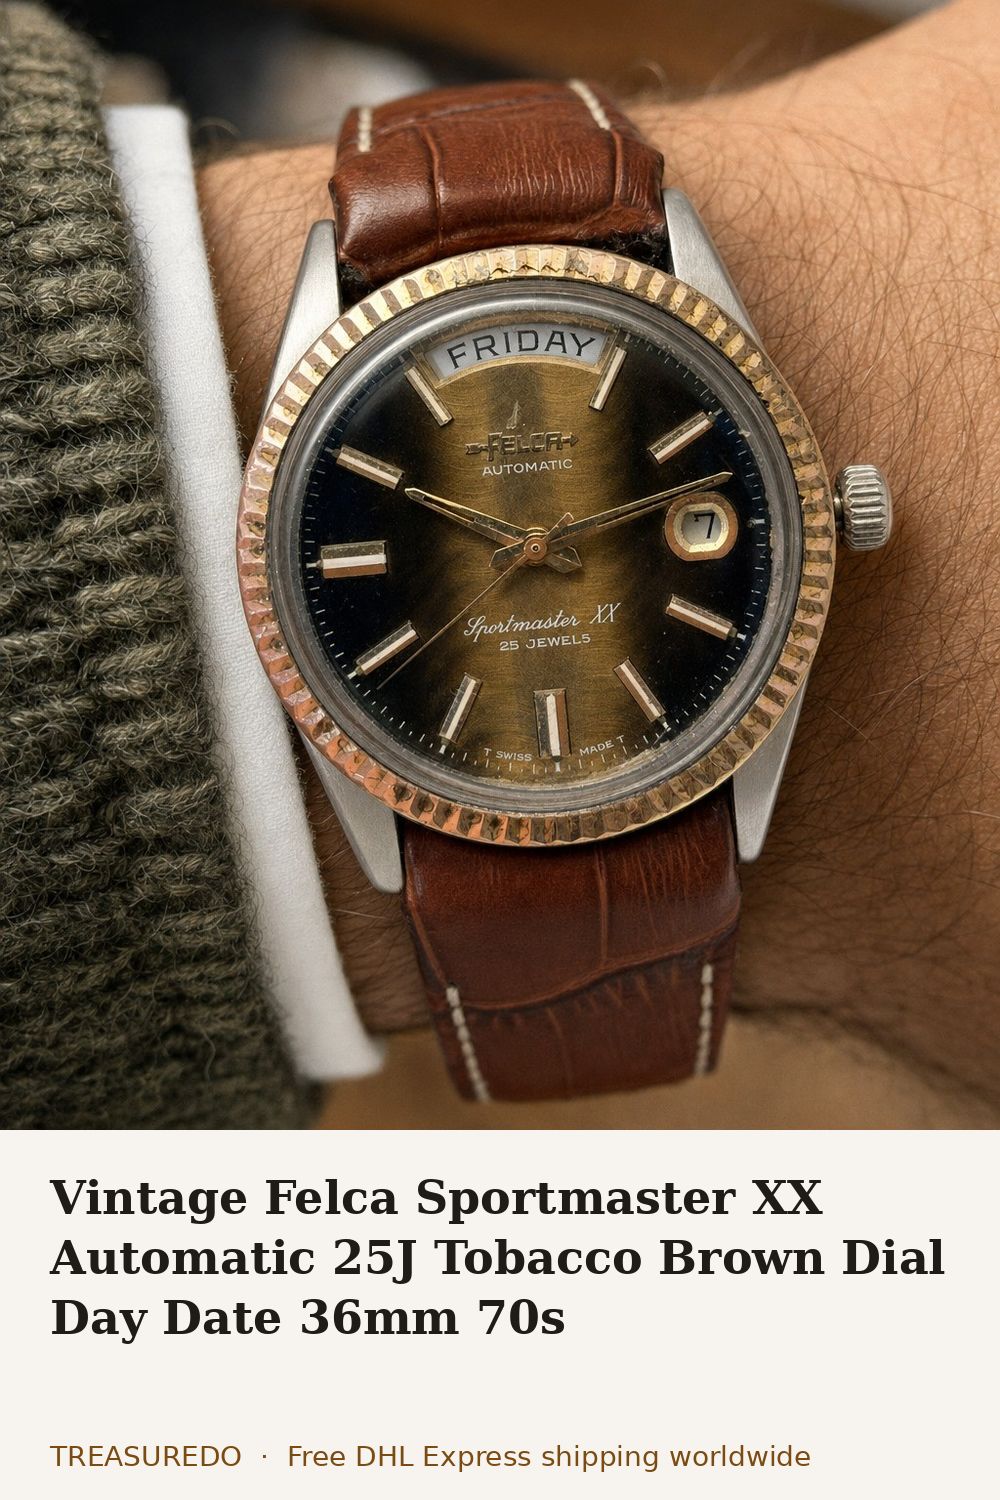 FRIDAY
FELCA
AUTOMATIC
7
Sportmaster XX
25 JEWELS
T SWISS MADE T
Vintage Felca Sportmaster XX
Automatic 25J Tobacco Brown Dial
Day Date 36mm 70s
TREASUREDO · Free DHL Express shipping worldwide